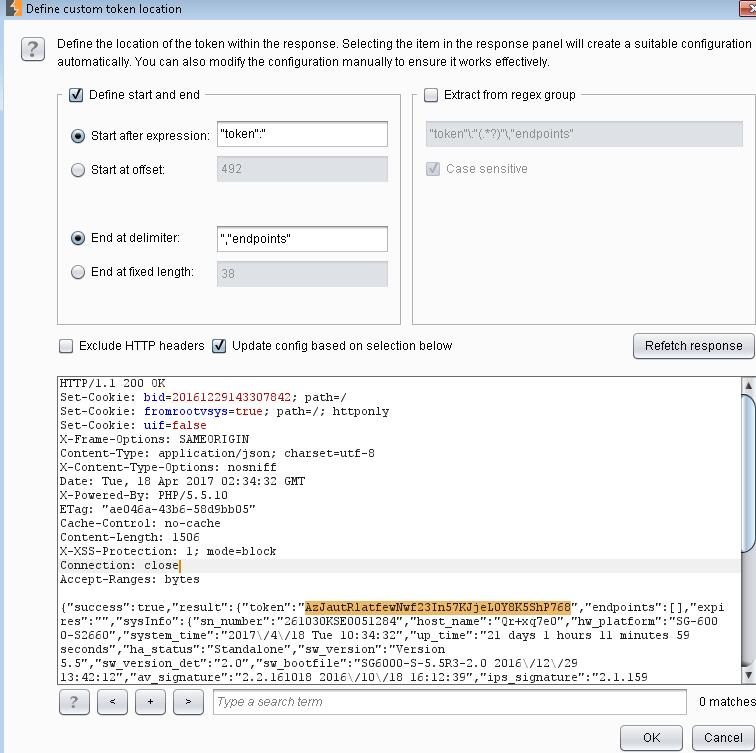 Define custom token location
Define the location of the token within the response. Selecting the item in the response panel will create a suitable configuration
automatically. You can also modify the configuration manually to ensure it works effectively.
Define start and end
Start after expression: "token":"
Start at offset: 492
End at delimiter: ","endpoints"
End at fixed length: 38
Extract from regex group
"token"\:"(.*?)"\,"endpoints"
Case sensitive
Exclude HTTP headers Update config based on selection below Refetch response
HTTP/1.1 200 OK
Set-Cookie: bid=20161229143307842; path=/
Set-Cookie: fromrootvsys=true; path=/; httponly
Set-Cookie: uif=false
X-Frame-Options: SAMEORIGIN
Content-Type: application/json; charset=utf-8
X-Content-Type-Options: nosniff
Date: Tue, 18 Apr 2017 02:34:32 GMT
X-Powered-By: PHP/5.5.10
ETag: "ae046a-43b6-58d9bb05"
Cache-Control: no-cache
Content-Length: 1506
X-XSS-Protection: 1; mode=block
Connection: close
Accept-Ranges: bytes
{"success":true,"result":{"token":"AzJautRlatfewNwf23In57KJjeL0Y8K5ShP768","endpoints":[],"expi
res":"","sysInfo":{"sn_number":"261030KSE0051284","host_name":"Qr+xq7e0","hw_platform":"SG-600
0-S2660","system_time":"2017\/4\/18 Tue 10:34:32","up_time":"21 days 1 hours 11 minutes 59
seconds","ha_status":"Standalone","sw_version":"Version
5.5","sw_version_det":"2.0","sw_bootfile":"SG6000-S-5.5R3-2.0 2016\/12\/29
13:42:12","av_signature":"2.2.161018 2016\/10\/18 16:12:39","ips_signature":"2.1.159
? < + > Type a search term 0 matches
OK Cancel